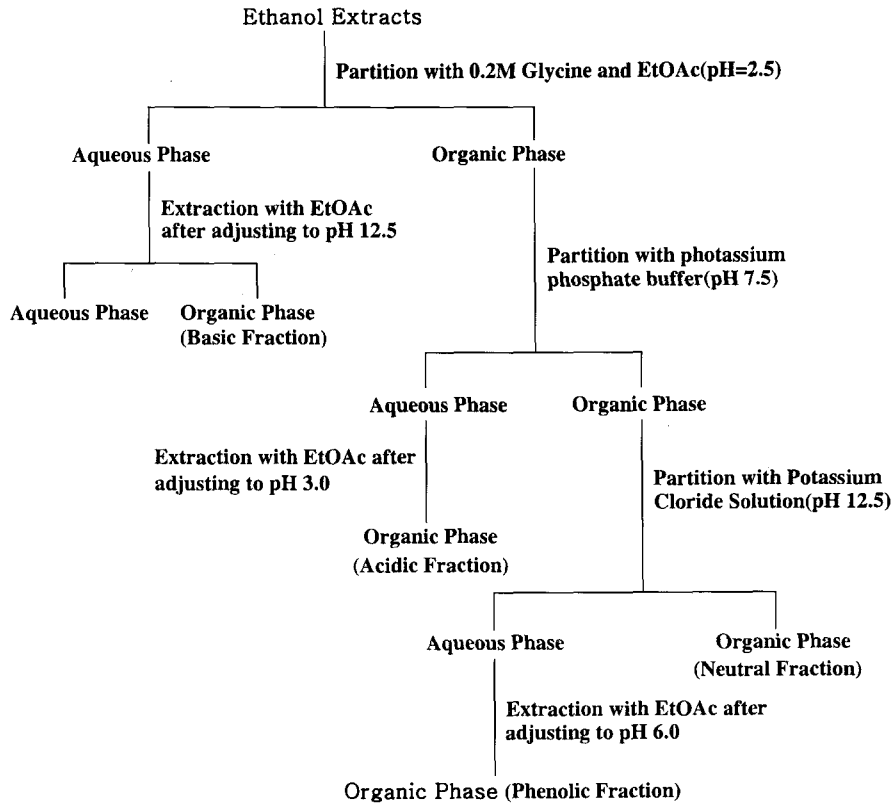 Ethanol Extracts
Partition with 0.2M Glycine and EtOAc(pH=2.5)
Aqueous Phase
Organic Phase
Extraction with EtOAc
after adjusting to pH 12.5
Partition with photassium
phosphate buffer(pH 7.5)
Aqueous Phase
Organic Phase
(Basic Fraction)
Aqueous Phase
Organic Phase
Extraction with EtOAc after
adjusting to pH 3.0
Partition with Potassium
Cloride Solution(pH 12.5)
Organic Phase
(Acidic Fraction)
Aqueous Phase
Organic Phase
(Neutral Fraction)
Extraction with EtOAc after
adjusting to pH 6.0
Organic Phase (Phenolic Fraction)